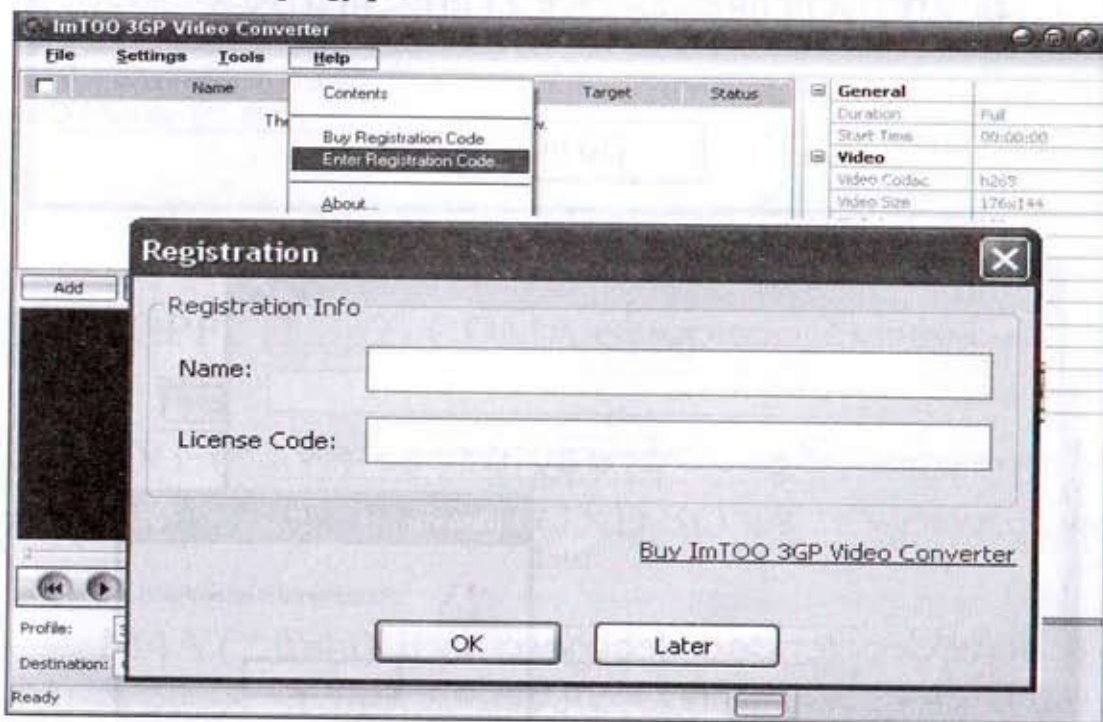 ImTOO 3GP Video Converter
File Settings Tools Help
Name Target Status
Contents
Buy Registration Code
Enter Registration Code...
About...
General
Duration Full
Start Time 00:00:00
Video
Video Codec h263
Video Size 176x144
Add
Registration
Registration Info
Name:
License Code:
Buy ImTOO 3GP Video Converter
OK Later
Profile:
Destination:
Ready